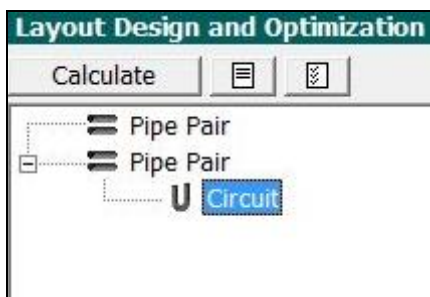 Layout Design and Optimization
Calculate
Pipe Pair
Pipe Pair
Circuit